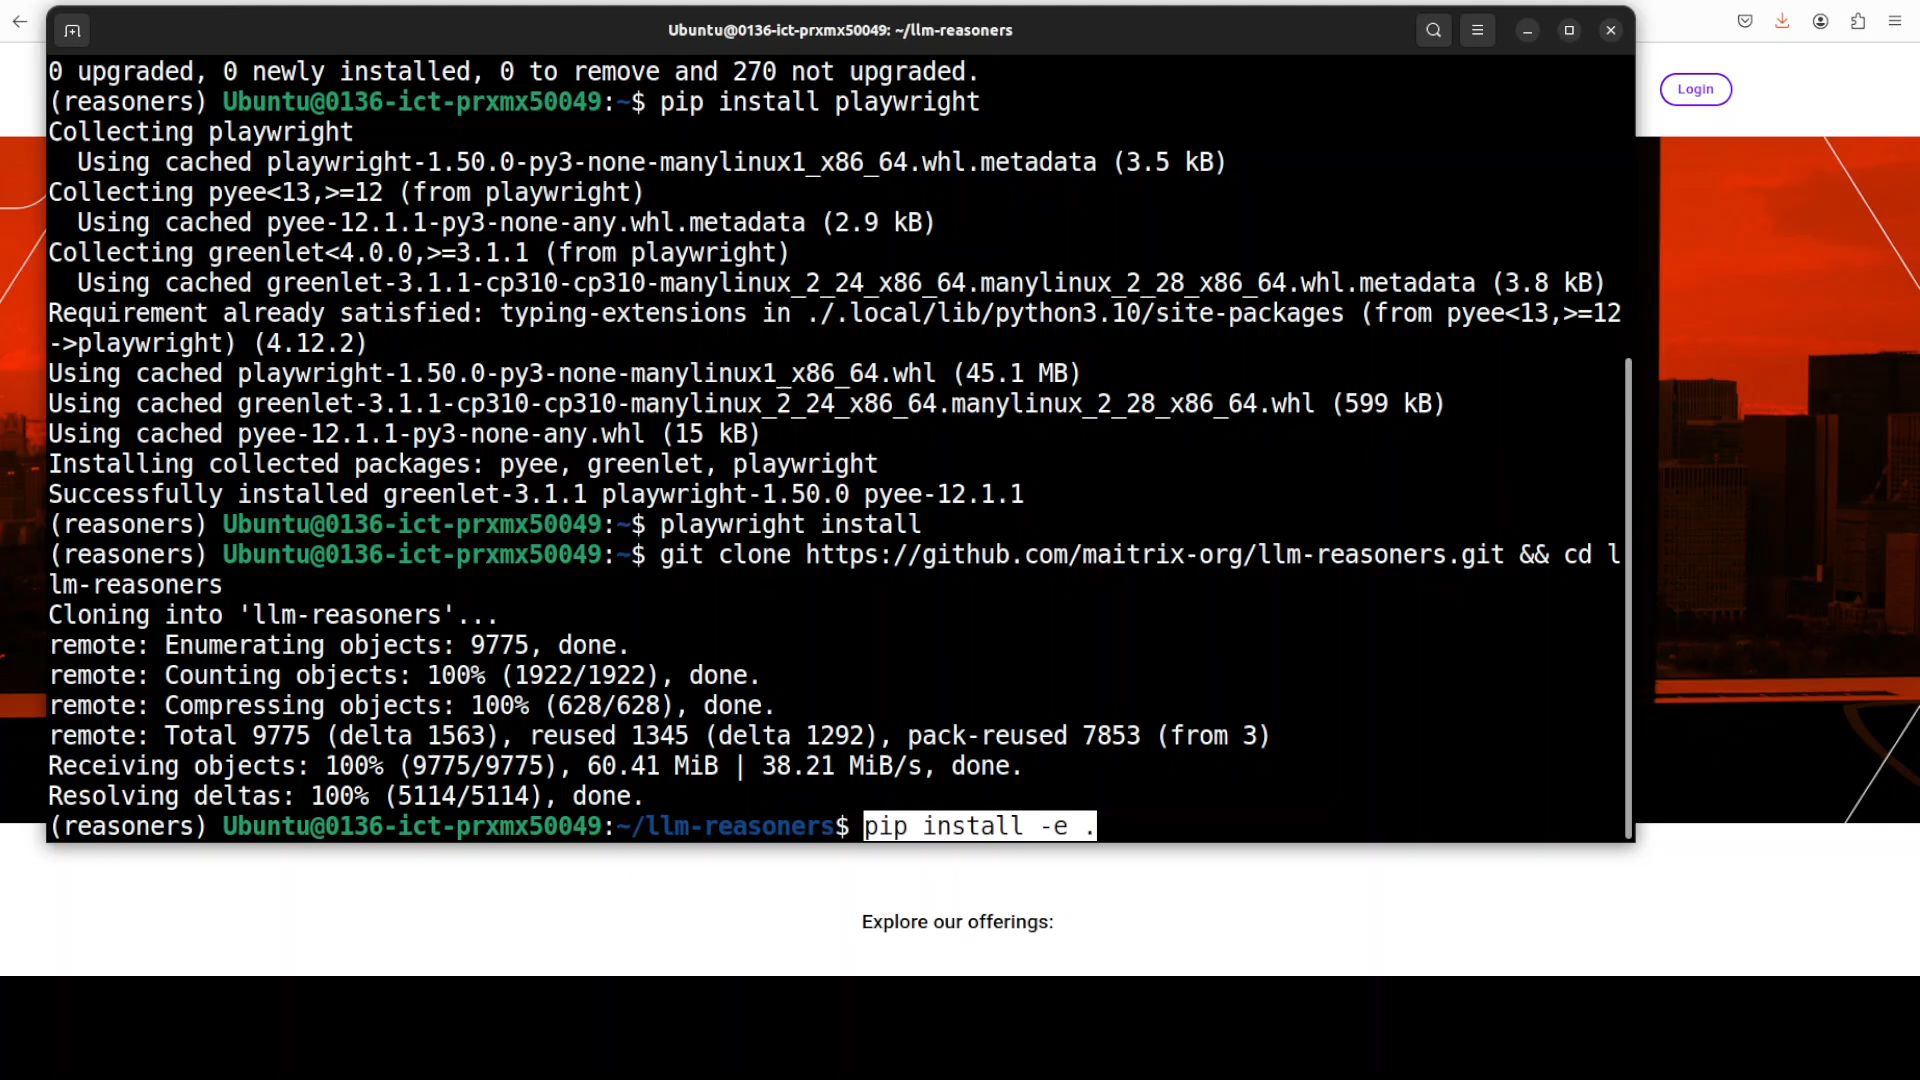 Ubuntu@0136-ict-prxmx50049: ~/llm-reasoners
Login
0 upgraded, 0 newly installed, 0 to remove and 270 not upgraded.
(reasoners) Ubuntu@0136-ict-prxmx50049:~$ pip install playwright
Collecting playwright
  Using cached playwright-1.50.0-py3-none-manylinux1_x86_64.whl.metadata (3.5 kB)
Collecting pyee<13,>=12 (from playwright)
  Using cached pyee-12.1.1-py3-none-any.whl.metadata (2.9 kB)
Collecting greenlet<4.0.0,>=3.1.1 (from playwright)
  Using cached greenlet-3.1.1-cp310-cp310-manylinux_2_24_x86_64.manylinux_2_28_x86_64.whl.metadata (3.8 kB)
Requirement already satisfied: typing-extensions in ./.local/lib/python3.10/site-packages (from pyee<13,>=12
->playwright) (4.12.2)
Using cached playwright-1.50.0-py3-none-manylinux1_x86_64.whl (45.1 MB)
Using cached greenlet-3.1.1-cp310-cp310-manylinux_2_24_x86_64.manylinux_2_28_x86_64.whl (599 kB)
Using cached pyee-12.1.1-py3-none-any.whl (15 kB)
Installing collected packages: pyee, greenlet, playwright
Successfully installed greenlet-3.1.1 playwright-1.50.0 pyee-12.1.1
(reasoners) Ubuntu@0136-ict-prxmx50049:~$ playwright install
(reasoners) Ubuntu@0136-ict-prxmx50049:~$ git clone https://github.com/maitrix-org/llm-reasoners.git && cd l
lm-reasoners
Cloning into 'llm-reasoners'...
remote: Enumerating objects: 9775, done.
remote: Counting objects: 100% (1922/1922), done.
remote: Compressing objects: 100% (628/628), done.
remote: Total 9775 (delta 1563), reused 1345 (delta 1292), pack-reused 7853 (from 3)
Receiving objects: 100% (9775/9775), 60.41 MiB | 38.21 MiB/s, done.
Resolving deltas: 100% (5114/5114), done.
(reasoners) Ubuntu@0136-ict-prxmx50049:~/llm-reasoners$ pip install -e .
Explore our offerings: